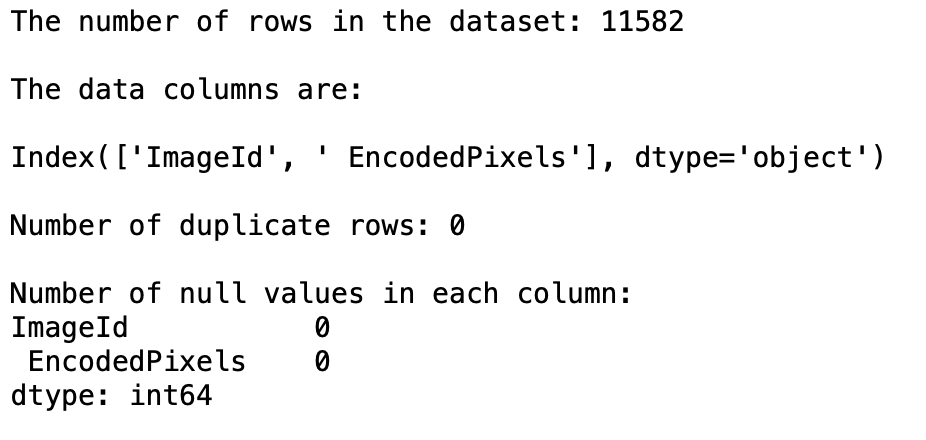 The number of rows in the dataset: 11582
The data columns are:
Index(['ImageId', ' EncodedPixels'], dtype='object')
Number of duplicate rows: 0
Number of null values in each column:
ImageId           0
 EncodedPixels    0
dtype: int64